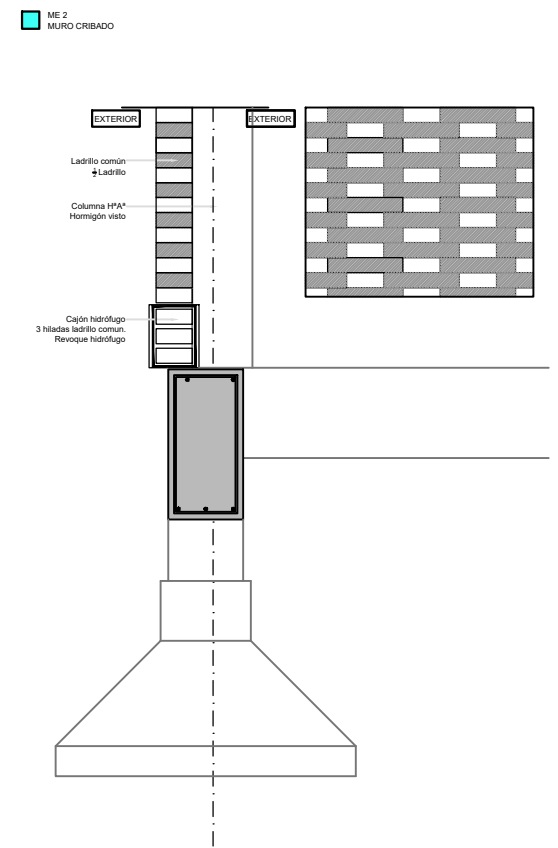 ME 2
MURO CRIBADO
EXTERIOR
EXTERIOR
Ladrillo común
½ Ladrillo
Columna HªAª
Hormigón visto
Cajón hidrófugo
3 hiladas ladrillo comun.
Revoque hidrófugo